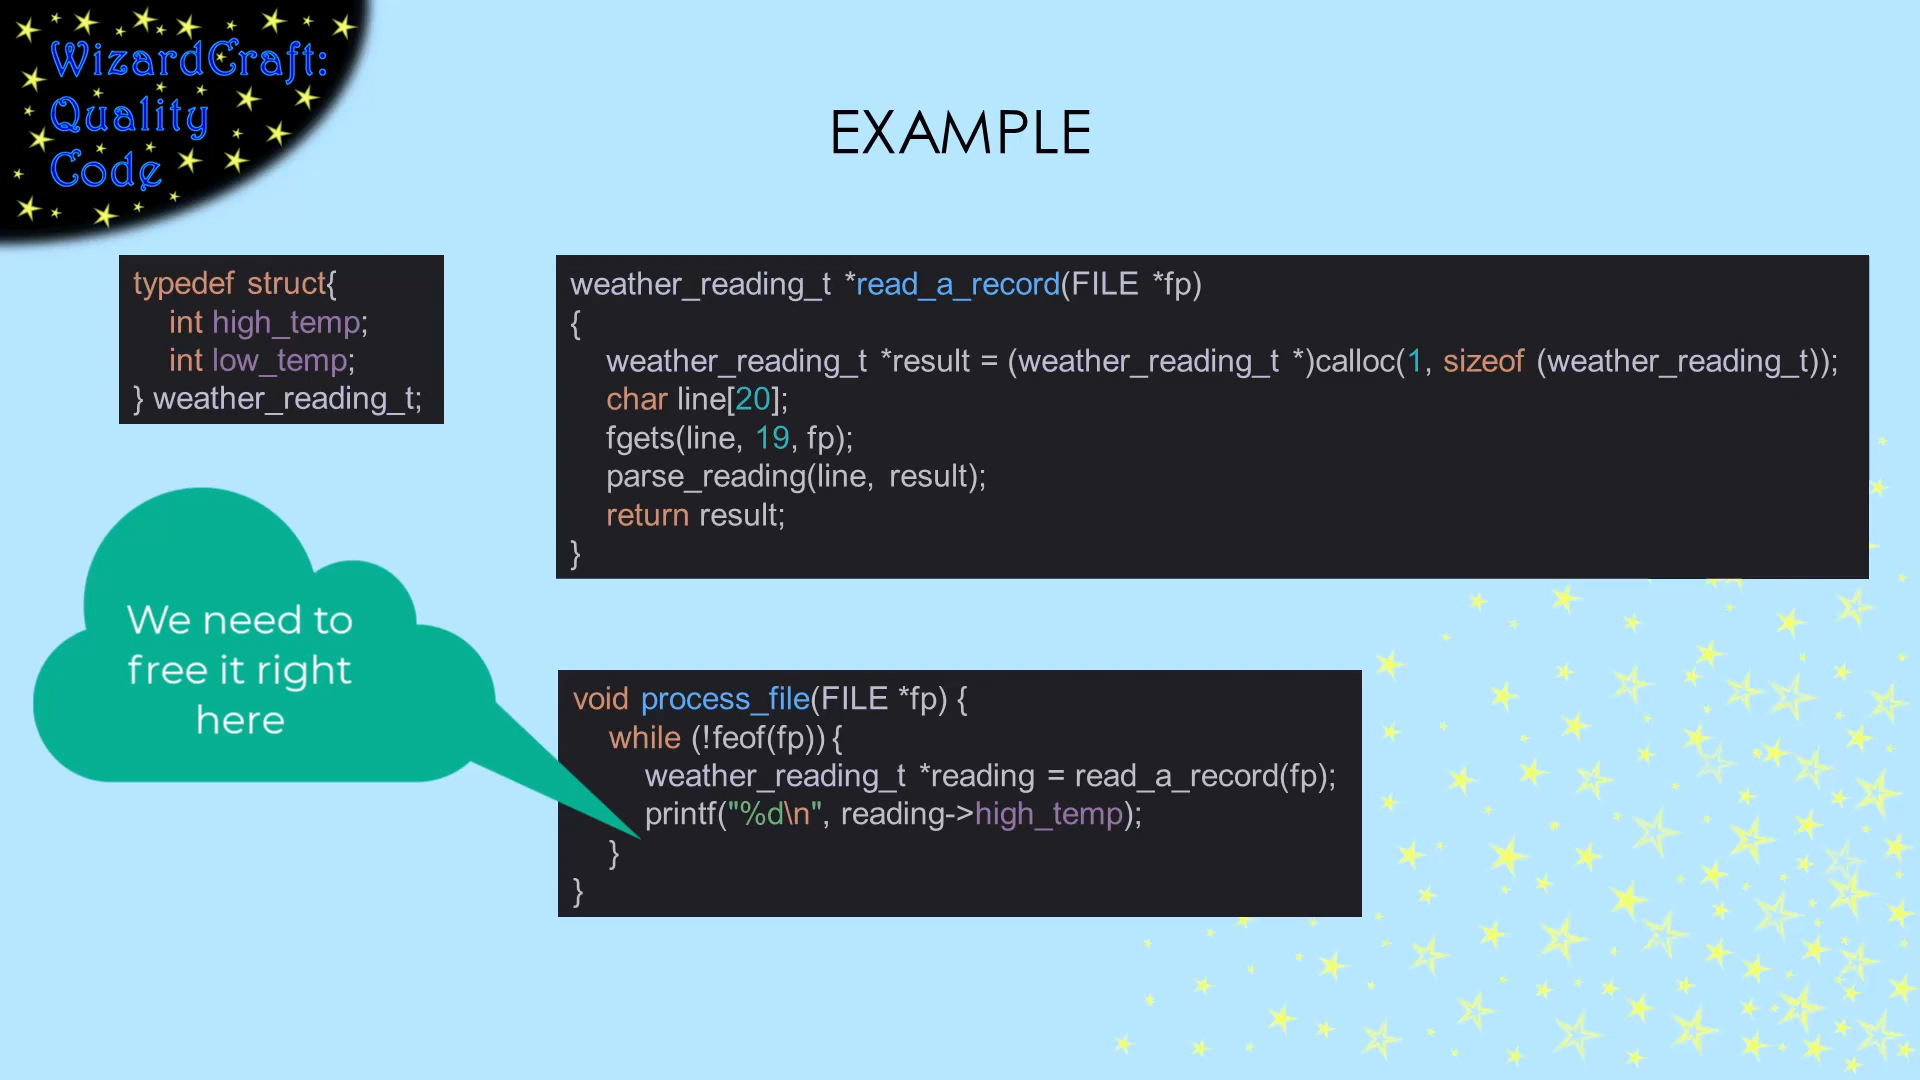 WizardCraft:
Quality
Code
EXAMPLE
typedef struct{
int high_temp;
int low_temp;
} weather_reading_t;
weather_reading_t *read_a_record(FILE *fp)
{
weather_reading_t *result = (weather_reading_t *)calloc(1, sizeof (weather_reading_t));
char line[20];
fgets(line, 19, fp);
parse_reading(line, result);
return result;
}
We need to
free it right
here
void process_file(FILE *fp) {
while (!feof(fp)) {
weather_reading_t *reading = read_a_record(fp);
printf("%d\n", reading->high_temp);
}
}